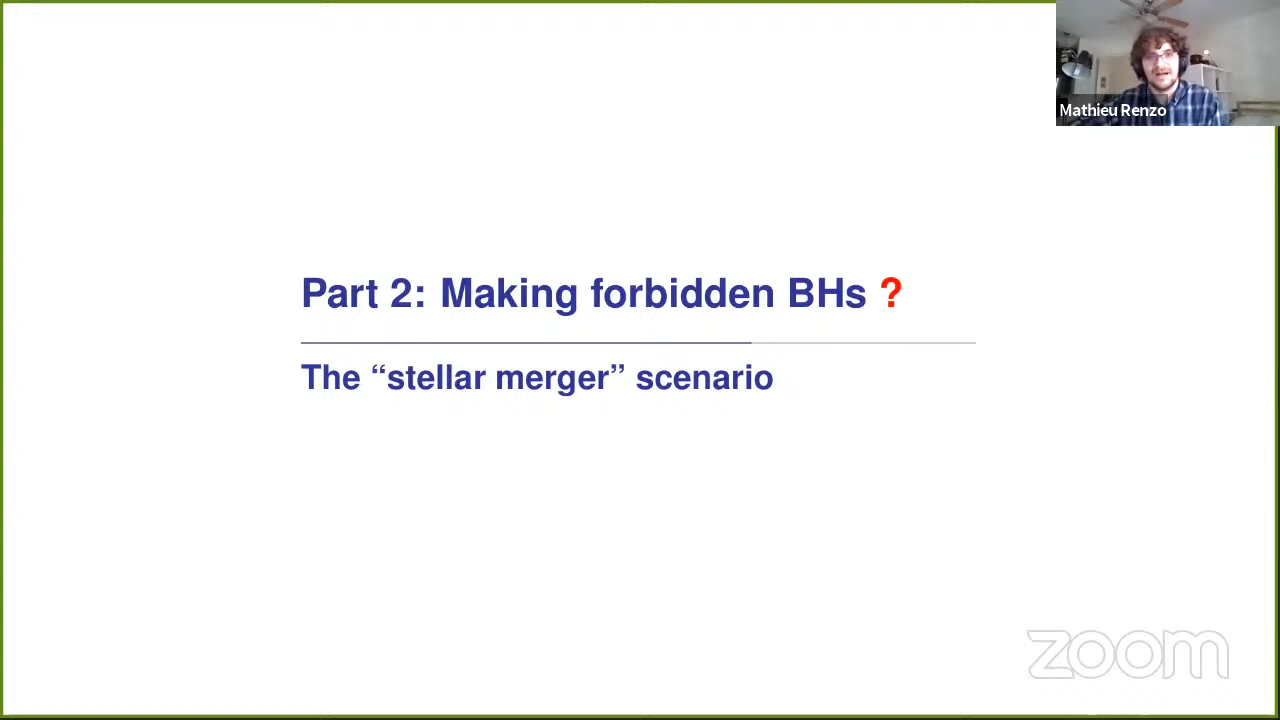 Mathieu Renzo
Part 2: Making forbidden BHs ?
The “stellar merger” scenario
zoom